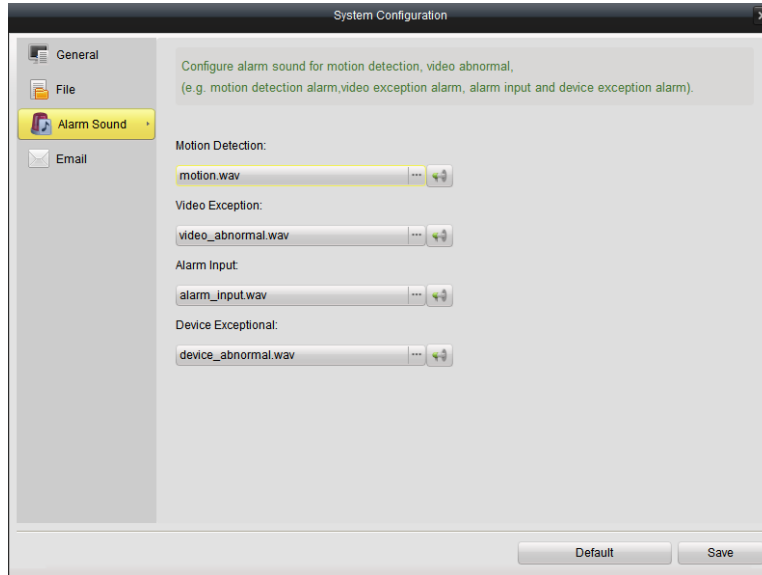 System Configuration
General
File
Alarm Sound
Email
Configure alarm sound for motion detection, video abnormal,
(e.g. motion detection alarm,video exception alarm, alarm input and device exception alarm).
Motion Detection:
motion.wav
Video Exception:
video_abnormal.wav
Alarm Input:
alarm_input.wav
Device Exceptional:
device_abnormal.wav
Default
Save